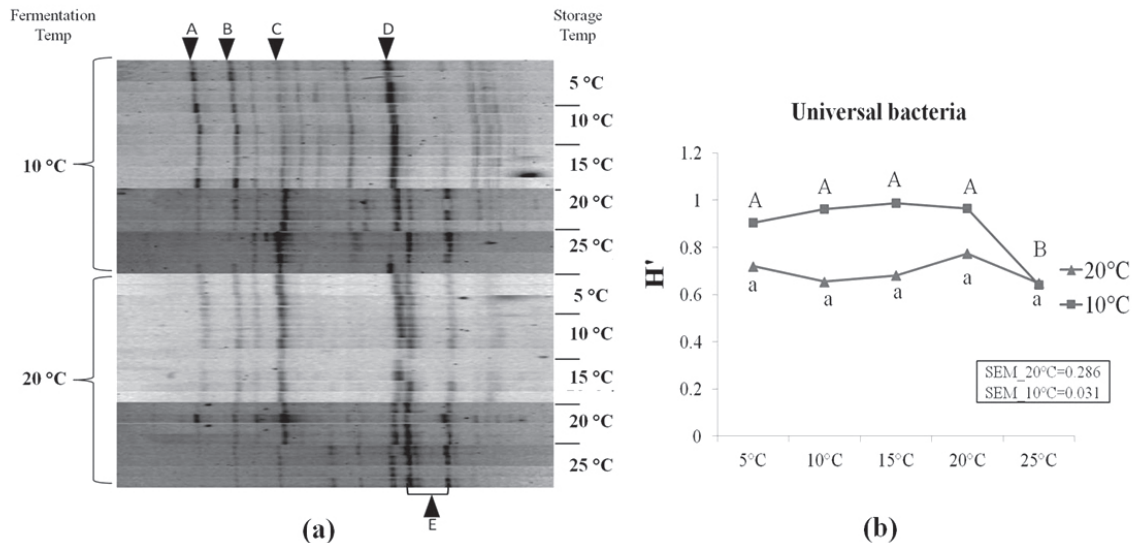 Fermentation
Temp
Storage
Temp
A B C D
10 °C
5 °C
10 °C
15 °C
20 °C
25 °C
20 °C
5 °C
10 °C
15 °C
20 °C
25 °C
E
(a)
Universal bacteria
H'
1.2
1
0.8
0.6
0.4
0.2
0
A A A A B
a a a a a
20°C
10°C
SEM_20°C=0.286
SEM_10°C=0.031
5°C 10°C 15°C 20°C 25°C
(b)